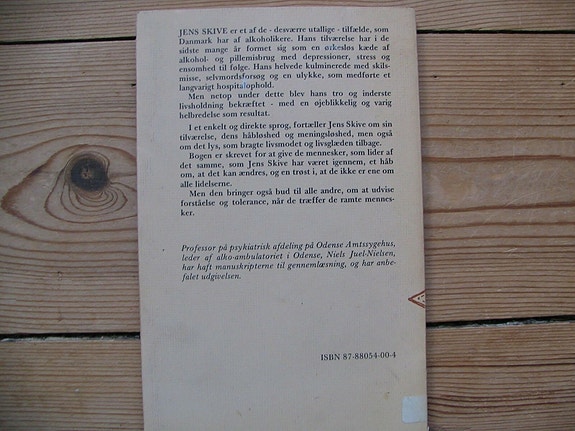 JENS SKIVE er et af de - desværre utallige - tilfælde, som
Danmark har af alkoholikere. Hans tilværelse har i de
sidste mange år formet sig som en ørkesløs kæde af
alkohol- og pillemisbrug med depressioner, stress og
ensomhed til følge. Hans helvede kulminerede med skils-
misse, selvmordsforsøg og en ulykke, som medførte et
langvarigt hospitalophold.
Men netop under dette blev hans tro og inderste
livsholdning bekræftet - med en øjeblikkelig og varig
helbredelse som resultat.
I et enkelt og direkte sprog, fortæller Jens Skive om sin
tilværelse, dens håbløshed og meningsløshed, men også
om det lys, som bragte livsmodet og livsglæden tilbage.
Bogen er skrevet for at give de mennesker, som lider af
det samme, som Jens Skive har været igennem, et håb
om, at det kan ændres, og en trøst i, at de ikke er ene om
alle lidelserne.
Men den bringer også bud til alle andre, om at udvise
forståelse og tolerance, når de træffer de ramte mennes-
ker.
Professor på psykiatrisk afdeling på Odense Amtssygehus,
leder af alko-ambulatoriet i Odense, Niels Juel-Nielsen,
har haft manuskripterne til gennemlæsning, og har anbe-
falet udgivelsen.
ISBN 87-88054-00-4